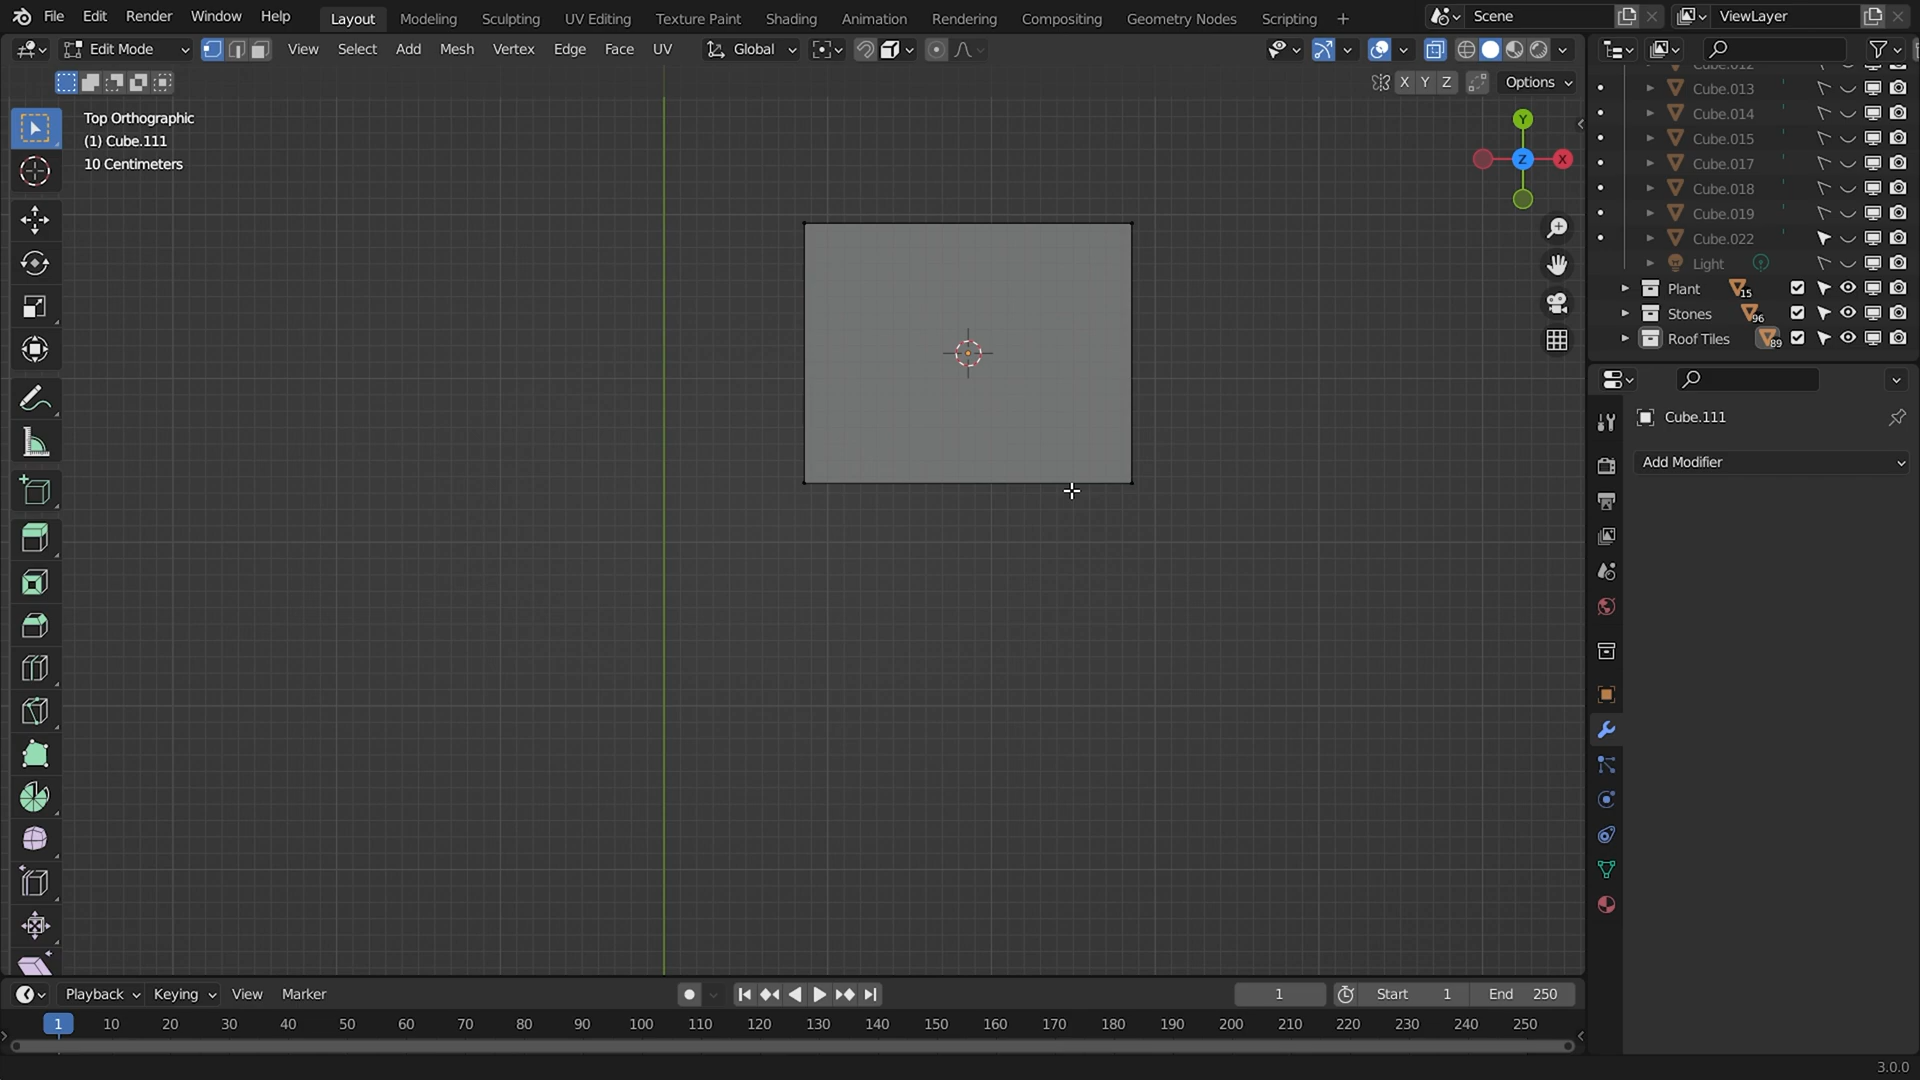 File Edit Render Window Help Layout Modeling Sculpting UV Editing Texture Paint Shading Animation Rendering Compositing Geometry Nodes Scripting + Scene ViewLayer
Edit Mode View Select Add Mesh Vertex Edge Face UV Global
X Y Z Options
Top Orthographic
(1) Cube.111
10 Centimeters
Y
Z X
Cube.012
Cube.013
Cube.014
Cube.015
Cube.017
Cube.018
Cube.019
Cube.022
Light
Plant 15
Stones 96
Roof Tiles 89
Cube.111
Add Modifier
Playback Keying View Marker 1 Start 1 End 250
1 10 20 30 40 50 60 70 80 90 100 110 120 130 140 150 160 170 180 190 200 210 220 230 240 250
3.0.0